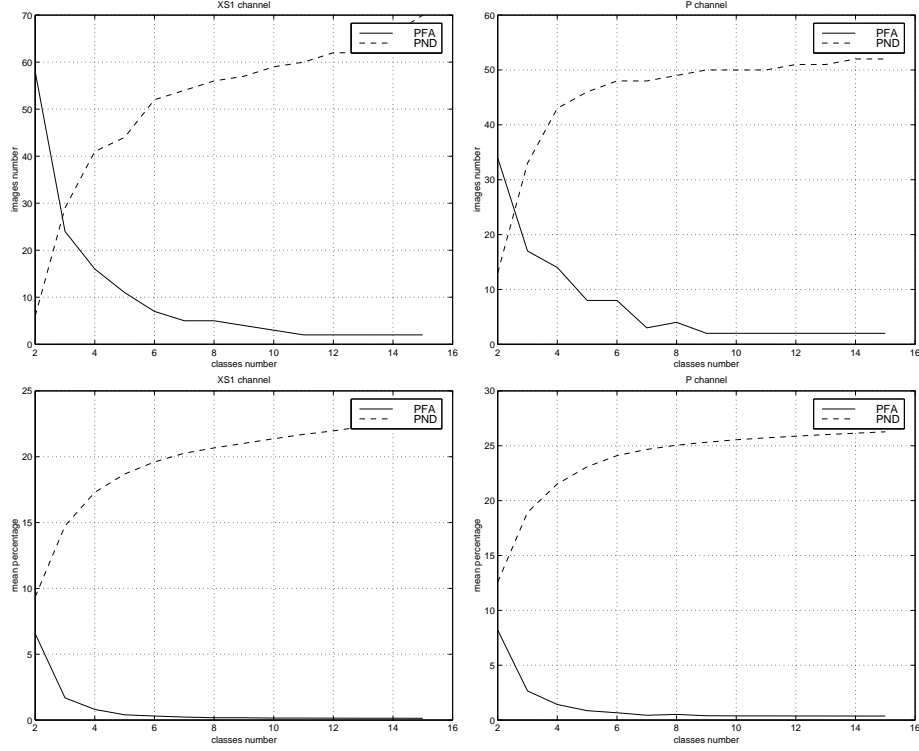 XS1 channel
70
60
50
40
30
20
10
0
images number
2 4 6 8 10 12 14 16
classes number
PFA
PND
P channel
60
50
40
30
20
10
0
images number
2 4 6 8 10 12 14 16
classes number
PFA
PND
XS1 channel
25
20
15
10
5
0
mean percentage
2 4 6 8 10 12 14 16
classes number
PFA
PND
P channel
30
25
20
15
10
5
0
mean percentage
2 4 6 8 10 12 14 16
classes number
PFA
PND